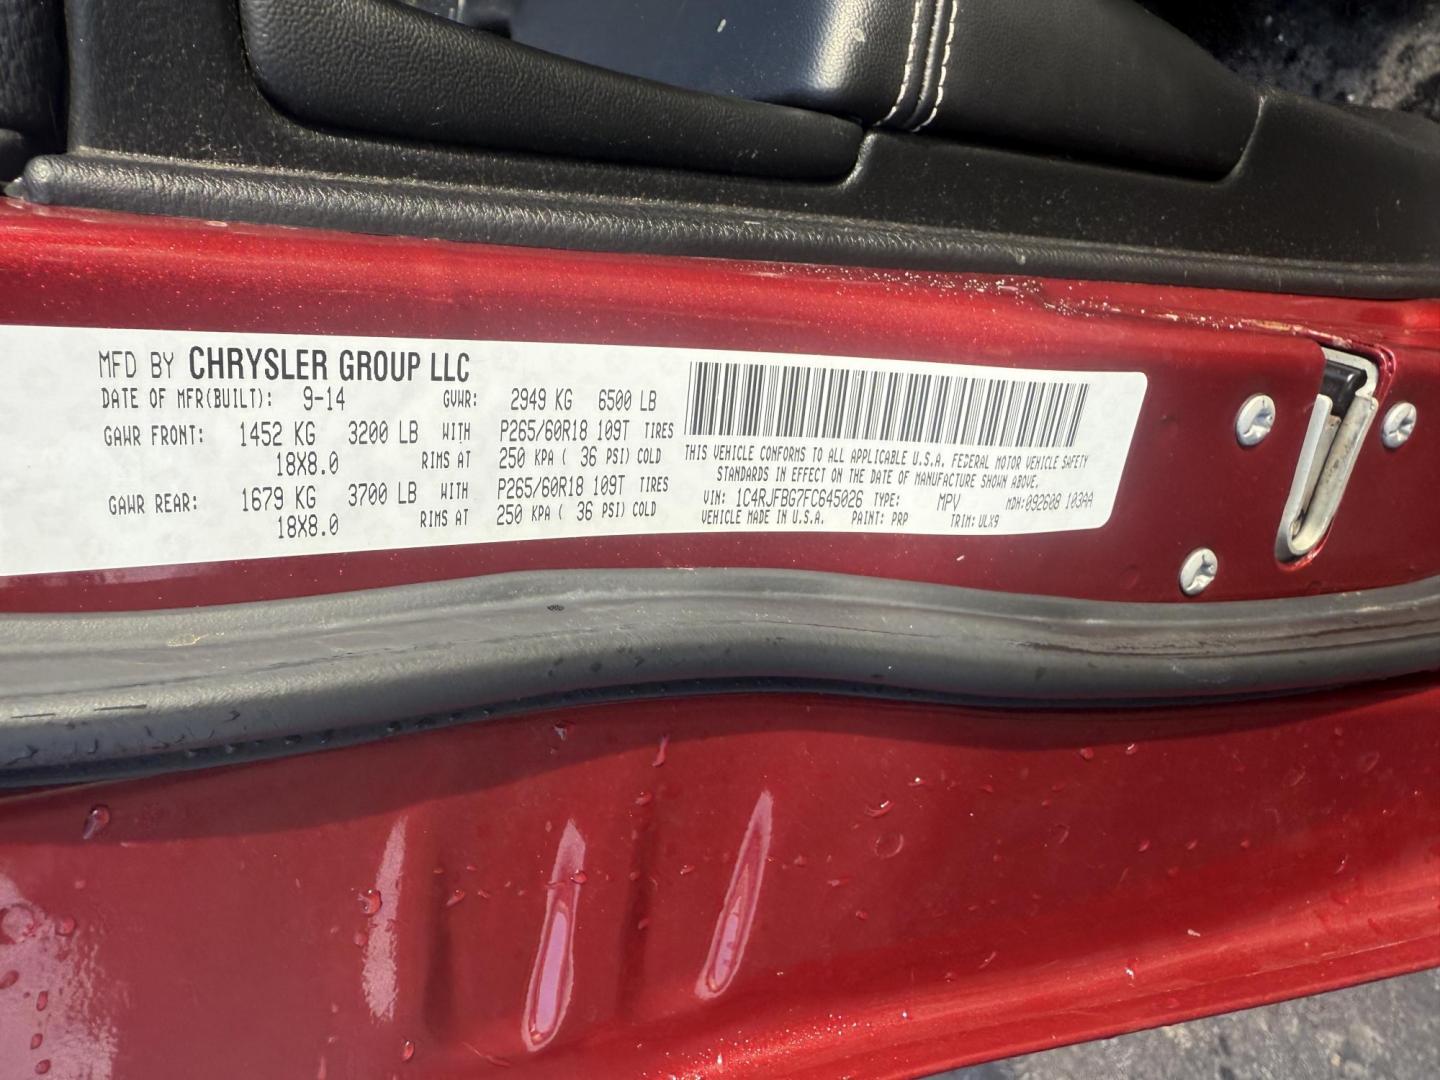 MFD BY CHRYSLER GROUP LLC
DATE OF MFR(BUILT): 9-14 GVWR: 2949 KG 6500 LB
GAWR FRONT: 1452 KG 3200 LB WITH P265/60R18 109T TIRES
18X8.0 RIMS AT 250 KPA ( 36 PSI) COLD
GAWR REAR: 1679 KG 3700 LB WITH P265/60R18 109T TIRES
18X8.0 RIMS AT 250 KPA ( 36 PSI) COLD
THIS VEHICLE CONFORMS TO ALL APPLICABLE U.S.A. FEDERAL MOTOR VEHICLE SAFETY
STANDARDS IN EFFECT ON THE DATE OF MANUFACTURE SHOWN ABOVE.
VIN: 1C4RJFBG7FC645026 TYPE: MPV MDH:092608 103AA
VEHICLE MADE IN U.S.A. PAINT: PRP TRIM: ULX9